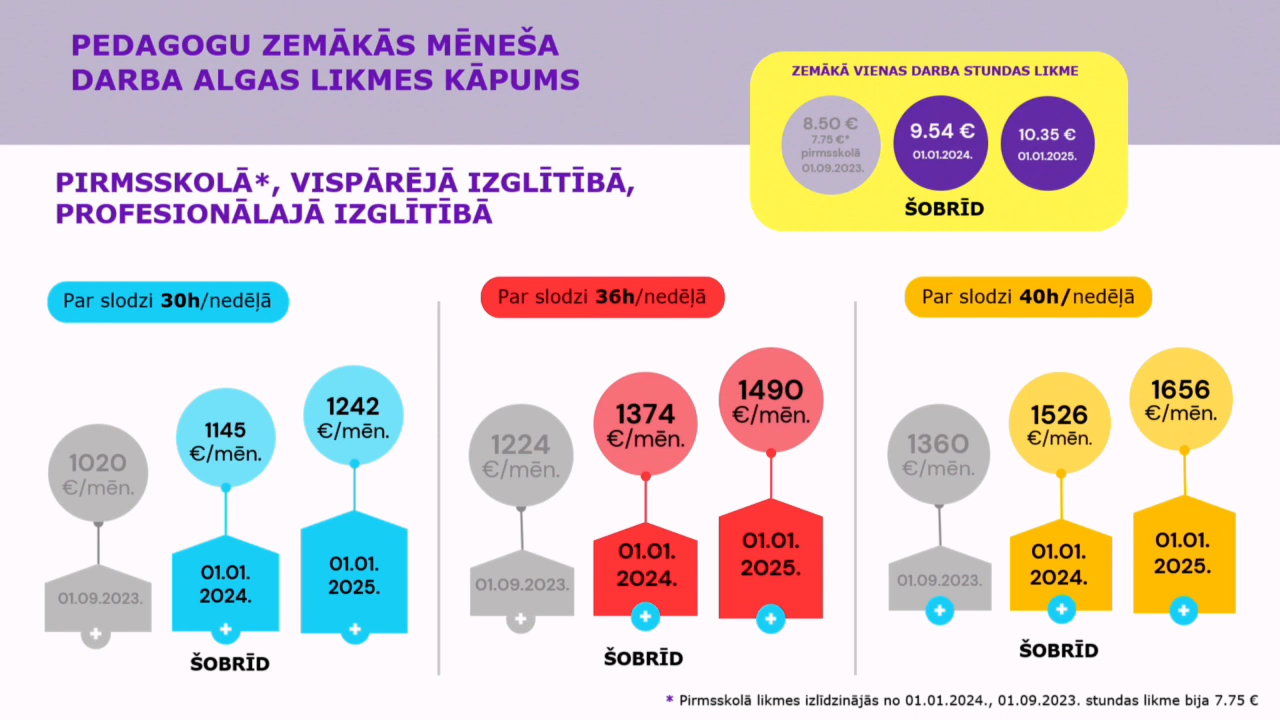 PEDAGOGU ZEMĀKĀS MĒNEŠA
DARBA ALGAS LIKMES KĀPUMS
ZEMĀKĀ VIENAS DARBA STUNDAS LIKME
8.50 €
7.75 €*
pirmsskolā
01.09.2023.
9.54 €
01.01.2024.
10.35 €
01.01.2025.
ŠOBRĪD
PIRMSSKOLĀ*, VISPĀRĒJĀ IZGLĪTĪBĀ,
PROFESIONĀLAJĀ IZGLĪTĪBĀ
Par slodzi 30h/nedēļā
1020
€/mēn.
01.09.2023.
1145
€/mēn.
01.01.
2024.
ŠOBRĪD
1242
€/mēn.
01.01.
2025.
Par slodzi 36h/nedēļā
1224
€/mēn.
01.09.2023.
1374
€/mēn.
01.01.
2024.
ŠOBRĪD
1490
€/mēn.
01.01.
2025.
Par slodzi 40h/nedēļā
1360
€/mēn.
01.09.2023.
1526
€/mēn.
01.01.
2024.
ŠOBRĪD
1656
€/mēn.
01.01.
2025.
* Pirmsskolā likmes izlīdzinājās no 01.01.2024., 01.09.2023. stundas likme bija 7.75 €